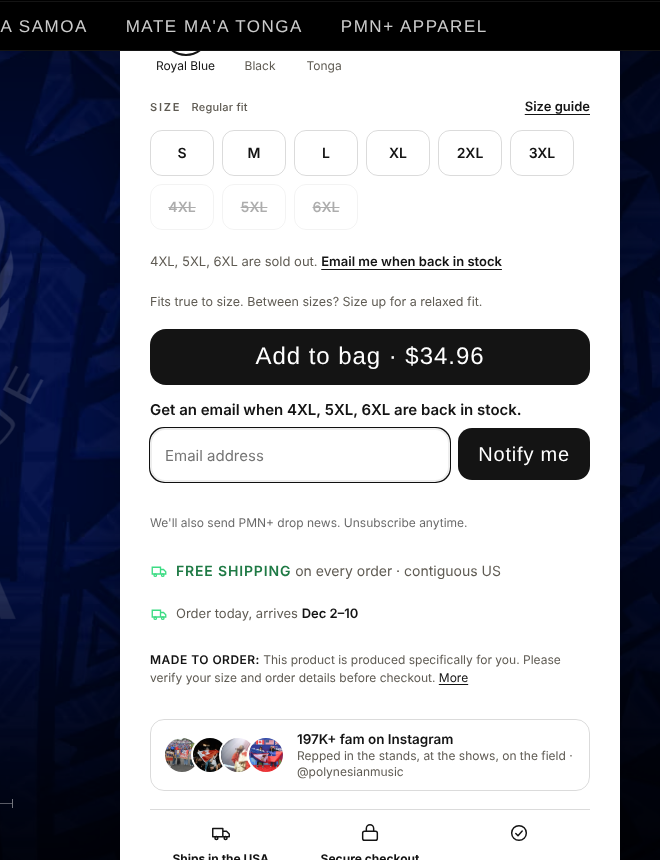 A SAMOA MATE MA'A TONGA PMN+ APPAREL
Royal Blue Black Tonga
SIZE Regular fit Size guide
S M L XL 2XL 3XL
4XL 5XL 6XL
4XL, 5XL, 6XL are sold out. Email me when back in stock
Fits true to size. Between sizes? Size up for a relaxed fit.
Add to bag · $34.96
Get an email when 4XL, 5XL, 6XL are back in stock.
Email address Notify me
We'll also send PMN+ drop news. Unsubscribe anytime.
FREE SHIPPING on every order · contiguous US
Order today, arrives Dec 2–10
MADE TO ORDER: This product is produced specifically for you. Please
verify your size and order details before checkout. More
197K+ fam on Instagram
Repped in the stands, at the shows, on the field ·
@polynesianmusic
Ships in the USA Secure checkout